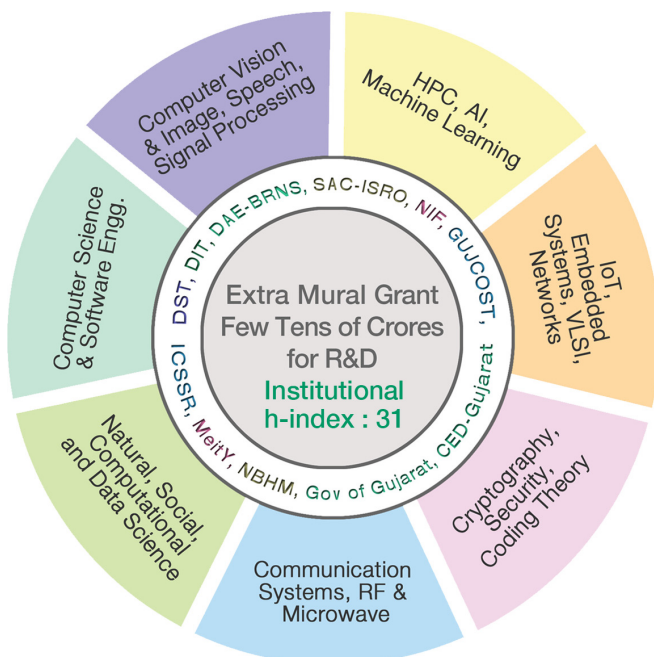 Computer Vision
& Image, Speech,
Signal Processing
HPC, AI,
Machine Learning
IoT,
Embedded
Systems, VLSI,
Networks
Cryptography,
Security,
Coding Theory
Communication
Systems, RF &
Microwave
Natural, Social,
Computational
and Data Science
Computer Science
& Software Engg.
ICSSR DST, DIT, DAE-BRNS, SAC-ISRO, NIF, GUJCOST,
MeitY, NBHM, Gov of Gujarat, CED-Gujarat
Extra Mural Grant
Few Tens of Crores
for R&D
Institutional
h-index : 31